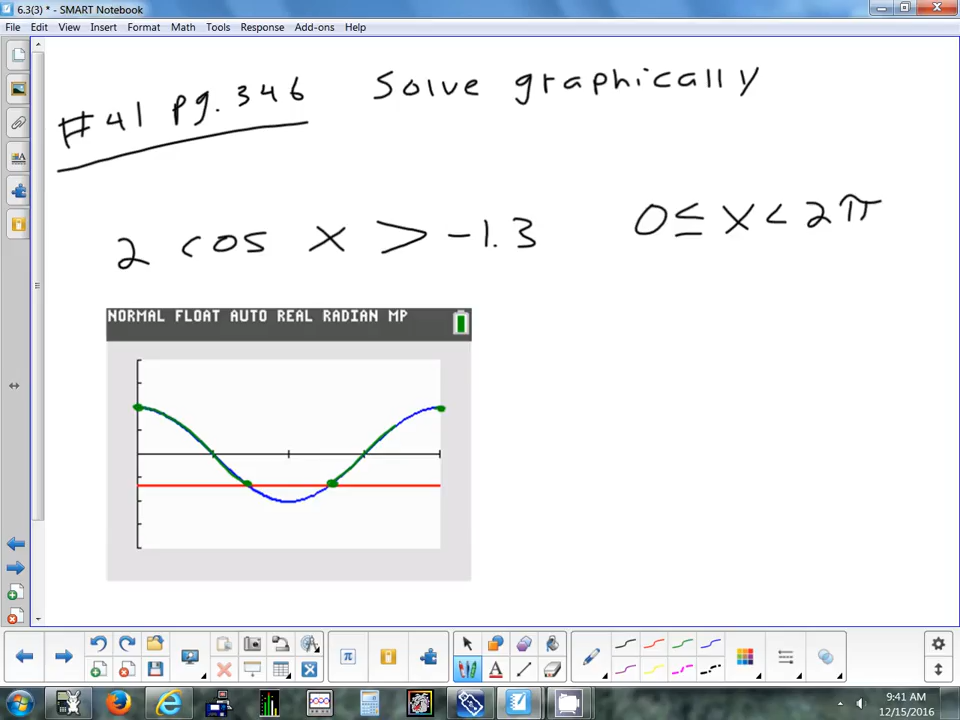 6.3(3) * - SMART Notebook
File Edit View Insert Format Math Tools Response Add-ons Help
#41 pg. 346 Solve graphically
2 cos x > -1.3 0 ≤ x < 2π
NORMAL FLOAT AUTO REAL RADIAN MP
9:41 AM
12/15/2016